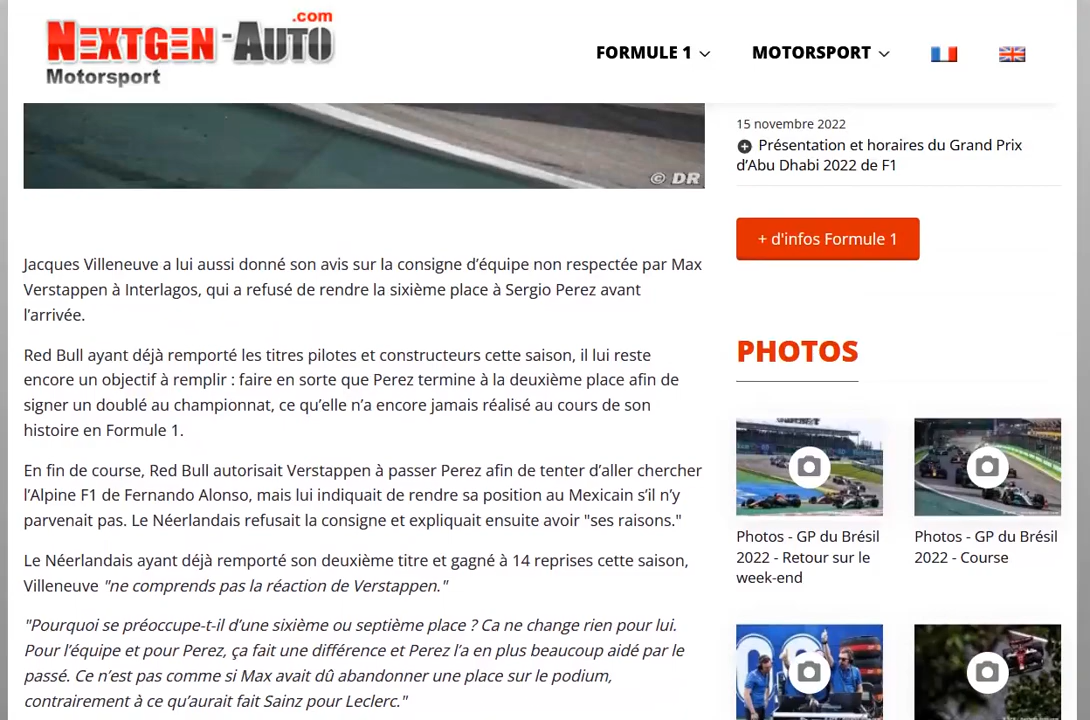 NEXTGEN-AUTO
.com
Motorsport
FORMULE 1
MOTORSPORT
© DR
Jacques Villeneuve a lui aussi donné son avis sur la consigne d’équipe non respectée par Max
Verstappen à Interlagos, qui a refusé de rendre la sixième place à Sergio Perez avant
l’arrivée.
Red Bull ayant déjà remporté les titres pilotes et constructeurs cette saison, il lui reste
encore un objectif à remplir : faire en sorte que Perez termine à la deuxième place afin de
signer un doublé au championnat, ce qu’elle n’a encore jamais réalisé au cours de son
histoire en Formule 1.
En fin de course, Red Bull autorisait Verstappen à passer Perez afin de tenter d’aller chercher
l’Alpine F1 de Fernando Alonso, mais lui indiquait de rendre sa position au Mexicain s’il n’y
parvenait pas. Le Néerlandais refusait la consigne et expliquait ensuite avoir "ses raisons."
Le Néerlandais ayant déjà remporté son deuxième titre et gagné à 14 reprises cette saison,
Villeneuve "ne comprends pas la réaction de Verstappen."
"Pourquoi se préoccupe-t-il d’une sixième ou septième place ? Ca ne change rien pour lui.
Pour l’équipe et pour Perez, ça fait une différence et Perez l’a en plus beaucoup aidé par le
passé. Ce n’est pas comme si Max avait dû abandonner une place sur le podium,
contrairement à ce qu’aurait fait Sainz pour Leclerc."
15 novembre 2022
Présentation et horaires du Grand Prix
d’Abu Dhabi 2022 de F1
+ d'infos Formule 1
PHOTOS
Photos - GP du Brésil
2022 - Retour sur le
week-end
Photos - GP du Brésil
2022 - Course